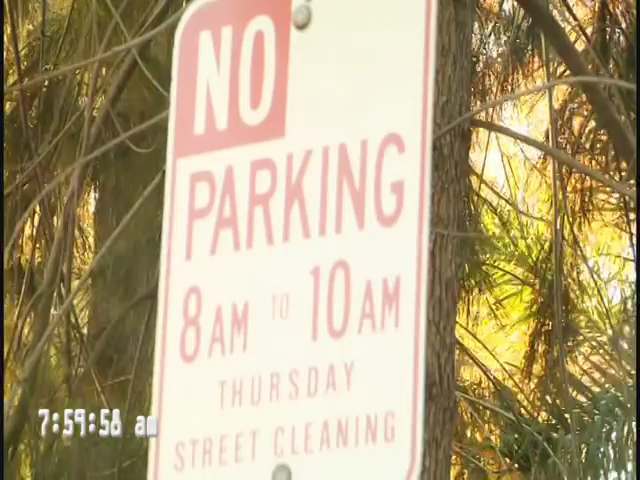 NO
PARKING
8AM TO 10AM
THURSDAY
STREET CLEANING
7:59:58 am